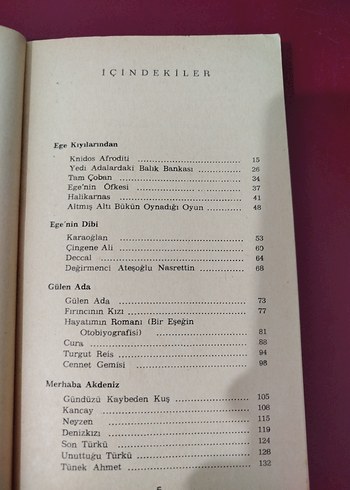 İÇİNDEKİLER
Ege Kıyılarından
Knidos Afroditi ........ 15
Yedi Adalardaki Balık Bankası ........ 26
Tam Çoban ........ 34
Ege'nin Öfkesi ........ 37
Halikarnas ........ 41
Altmış Altı Bükün Oynadığı Oyun ........ 48
Ege'nin Dibi
Karaoğlan ........ 53
Çingene Ali ........ 60
Deccal ........ 64
Değirmenci Ateşoğlu Nasrettin ........ 68
Gülen Ada
Gülen Ada ........ 73
Fırıncının Kızı ........ 77
Hayatımın Romanı (Bir Eşeğin
Otobiyografisi) ........ 81
Cura ........ 88
Turgut Reis ........ 94
Cennet Gemisi ........ 98
Merhaba Akdeniz
Gündüzü Kaybeden Kuş ........ 105
Kancay ........ 108
Neyzen ........ 115
Denizkızı ........ 119
Son Türkü ........ 124
Unuttuğu Türkü ........ 128
Tünek Ahmet ........ 132